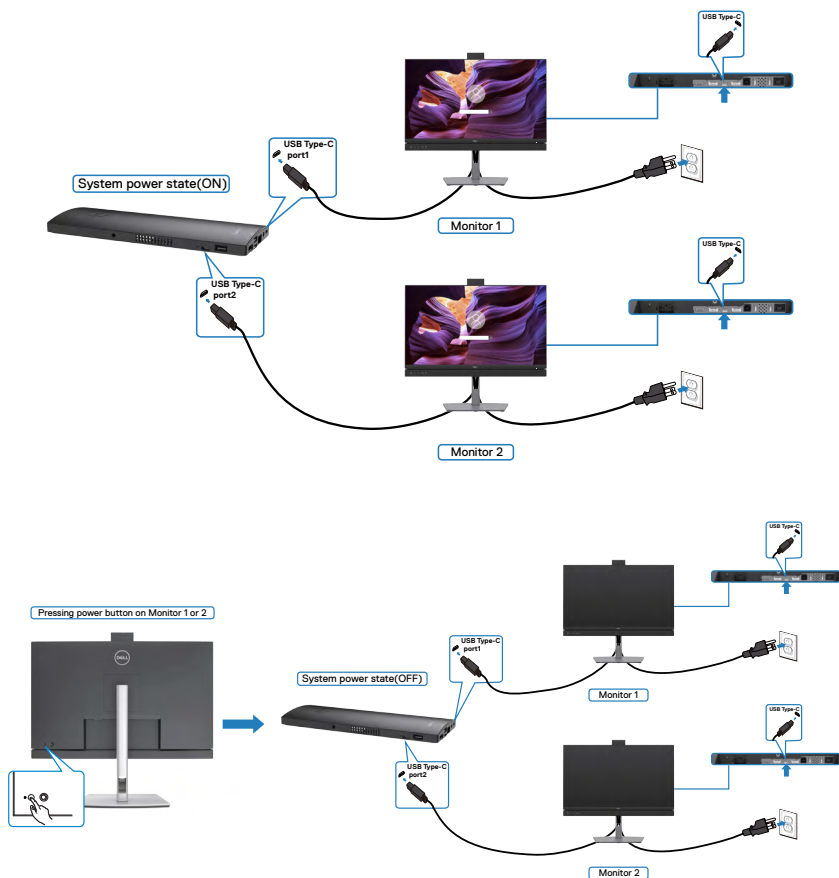 USB Type-C
USB Type-C
port1
System power state(ON)
Monitor 1
USB Type-C
USB Type-C
port2
Monitor 2
USB Type-C
Pressing power button on Monitor 1 or 2
DELL
USB Type-C
port1
System power state(OFF)
Monitor 1
USB Type-C
USB Type-C
port2
Monitor 2